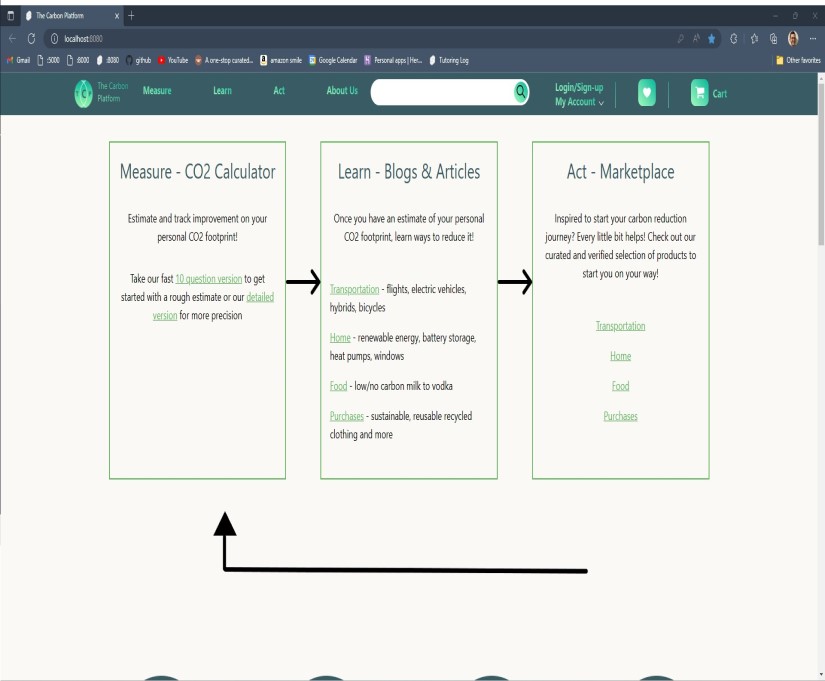 The Carbon Platform
localhost:8080
Gmail :5000 :8000 :8080 github YouTube A one-stop curated... amazon smile Google Calendar Personal apps | Her... Tutoring Log Other favorites
The Carbon
Platform
Measure Learn Act About Us
Login/Sign-up
My Account
Cart
Measure - CO2 Calculator
Estimate and track improvement on your
personal CO2 footprint!
Take our fast 10 question version to get
started with a rough estimate or our detailed
version for more precision
Learn - Blogs & Articles
Once you have an estimate of your personal
CO2 footprint, learn ways to reduce it!
Transportation - flights, electric vehicles,
hybrids, bicycles
Home - renewable energy, battery storage,
heat pumps, windows
Food - low/no carbon milk to vodka
Purchases - sustainable, reusable recycled
clothing and more
Act - Marketplace
Inspired to start your carbon reduction
journey? Every little bit helps! Check out our
curated and verified selection of products to
start you on your way!
Transportation
Home
Food
Purchases